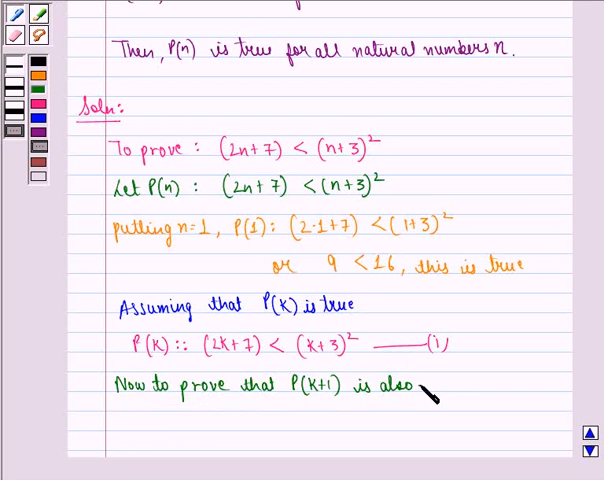 Then, P(n) is true for all natural numbers n.
Soln:
To prove : (2n+7) < (n+3)²
Let P(n) : (2n+7) < (n+3)²
putting n=1, P(1) : (2·1+7) < (1+3)²
or 9 < 16, this is true
Assuming that P(k) is true
P(k) :: (2k+7) < (k+3)² ——(1)
Now to prove that P(k+1) is also